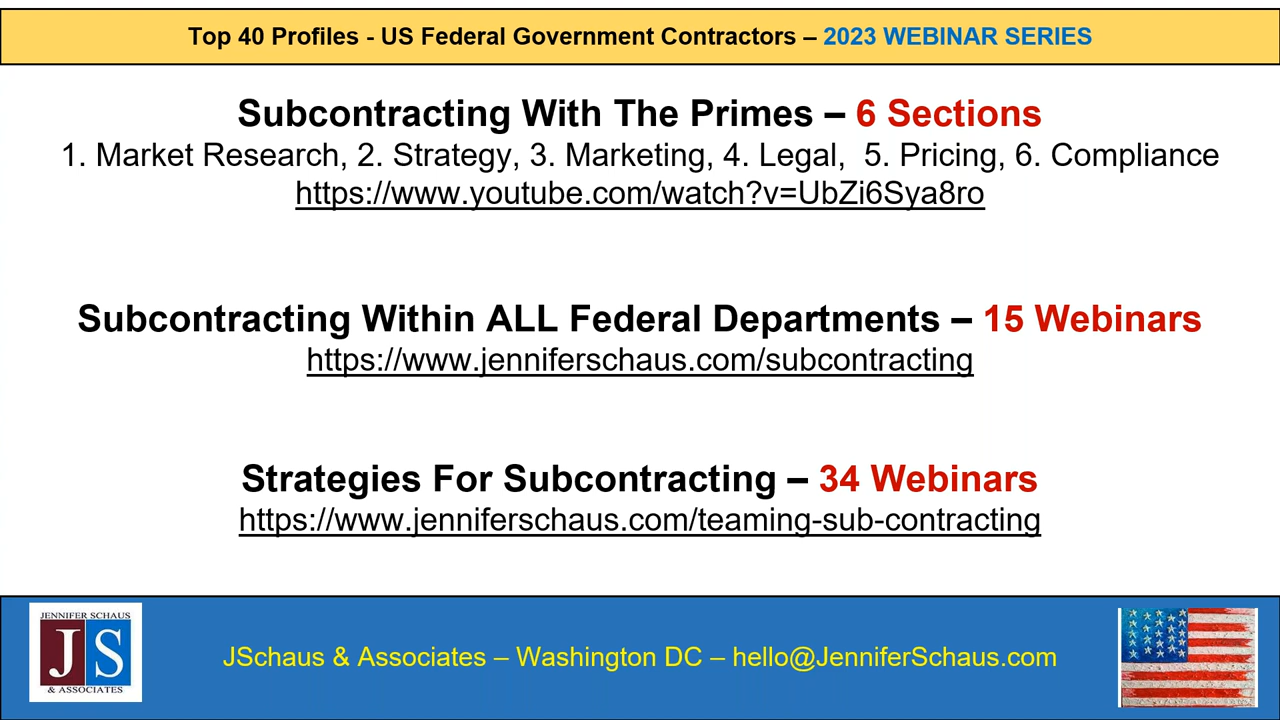 Top 40 Profiles - US Federal Government Contractors – 2023 WEBINAR SERIES
Subcontracting With The Primes – 6 Sections
1. Market Research, 2. Strategy, 3. Marketing, 4. Legal,  5. Pricing, 6. Compliance
https://www.youtube.com/watch?v=UbZi6Sya8ro
Subcontracting Within ALL Federal Departments – 15 Webinars
https://www.jenniferschaus.com/subcontracting
Strategies For Subcontracting – 34 Webinars
https://www.jenniferschaus.com/teaming-sub-contracting
JENNIFER SCHAUS
JS
& ASSOCIATES
JSchaus & Associates – Washington DC – hello@JenniferSchaus.com